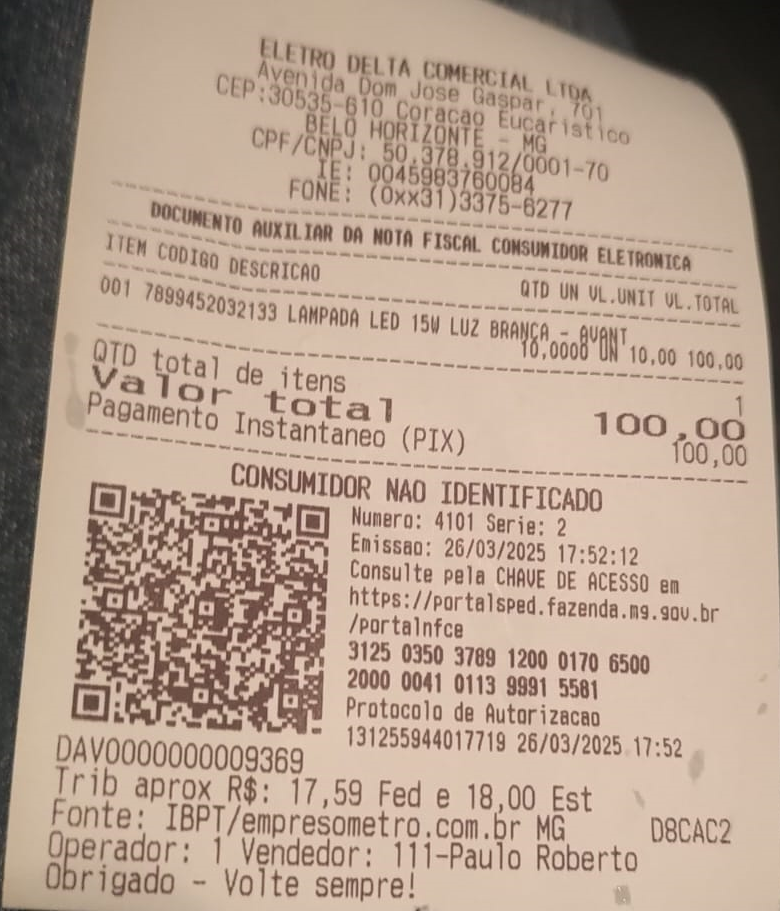 ELETRO DELTA COMERCIAL LTDA
Avenida Dom Jose Gaspar, 701
CEP:30535-610 Coracao Eucaristico
BELO HORIZONTE - MG
CPF/CNPJ: 50.378.912/0001-70
IE: 0045983760084
FONE: (0xx31)3375-6277
DOCUMENTO AUXILIAR DA NOTA FISCAL CONSUMIDOR ELETRONICA
ITEM CODIGO DESCRICAO QTD UN VL.UNIT VL.TOTAL
001 7899452032133 LAMPADA LED 15W LUZ BRANCA - AVANT
10,0000 UN 10,00 100,00
QTD total de itens 1
Valor total 100,00
Pagamento Instantaneo (PIX) 100,00
CONSUMIDOR NAO IDENTIFICADO
Numero: 4101 Serie: 2
Emissao: 26/03/2025 17:52:12
Consulte pela CHAVE DE ACESSO em
https://portalsped.fazenda.mg.gov.br
/portalnfce
3125 0350 3789 1200 0170 6500
2000 0041 0113 9991 5581
Protocolo de Autorizacao
131255944017719 26/03/2025 17:52
DAV0000000009369
Trib aprox R$: 17,59 Fed e 18,00 Est
Fonte: IBPT/empresometro.com.br MG D8CAC2
Operador: 1 Vendedor: 111-Paulo Roberto
Obrigado - Volte sempre!